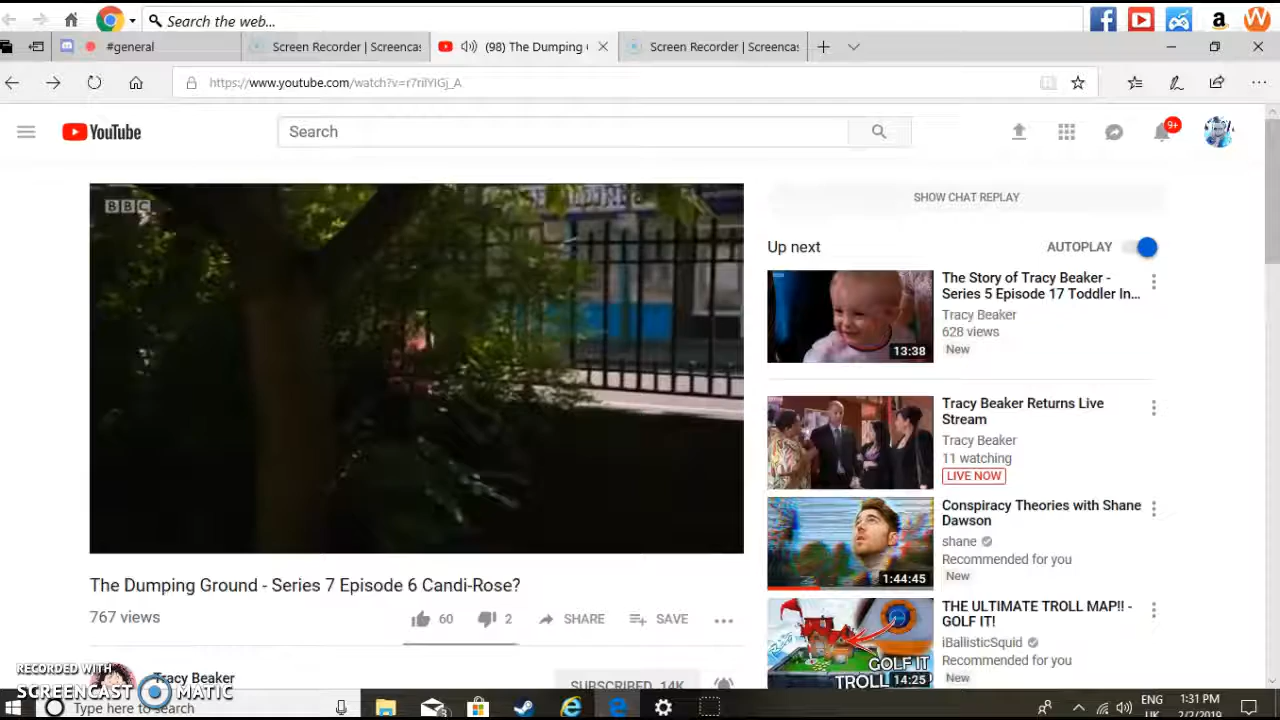 Search the web...
#general
Screen Recorder | Screencas
(98) The Dumping
Screen Recorder | Screencas
https://www.youtube.com/watch?v=r7rilYIGj_A
YouTube
Search
9+
BBC
SHOW CHAT REPLAY
Up next
AUTOPLAY
The Story of Tracy Beaker -
Series 5 Episode 17 Toddler In...
Tracy Beaker
628 views
New
13:38
Tracy Beaker Returns Live
Stream
Tracy Beaker
11 watching
LIVE NOW
Conspiracy Theories with Shane
Dawson
shane
Recommended for you
New
1:44:45
THE ULTIMATE TROLL MAP!! -
GOLF IT!
iBallisticSquid
Recommended for you
New
GOLF IT
TROLL
14:25
The Dumping Ground - Series 7 Episode 6 Candi-Rose?
767 views
60
2
SHARE
SAVE
Tracy Beaker
SUBSCRIBED 14K
RECORDED WITH
SCREENCAST MATIC
Type here to search
ENG
UK
1:31 PM
2/2/2019